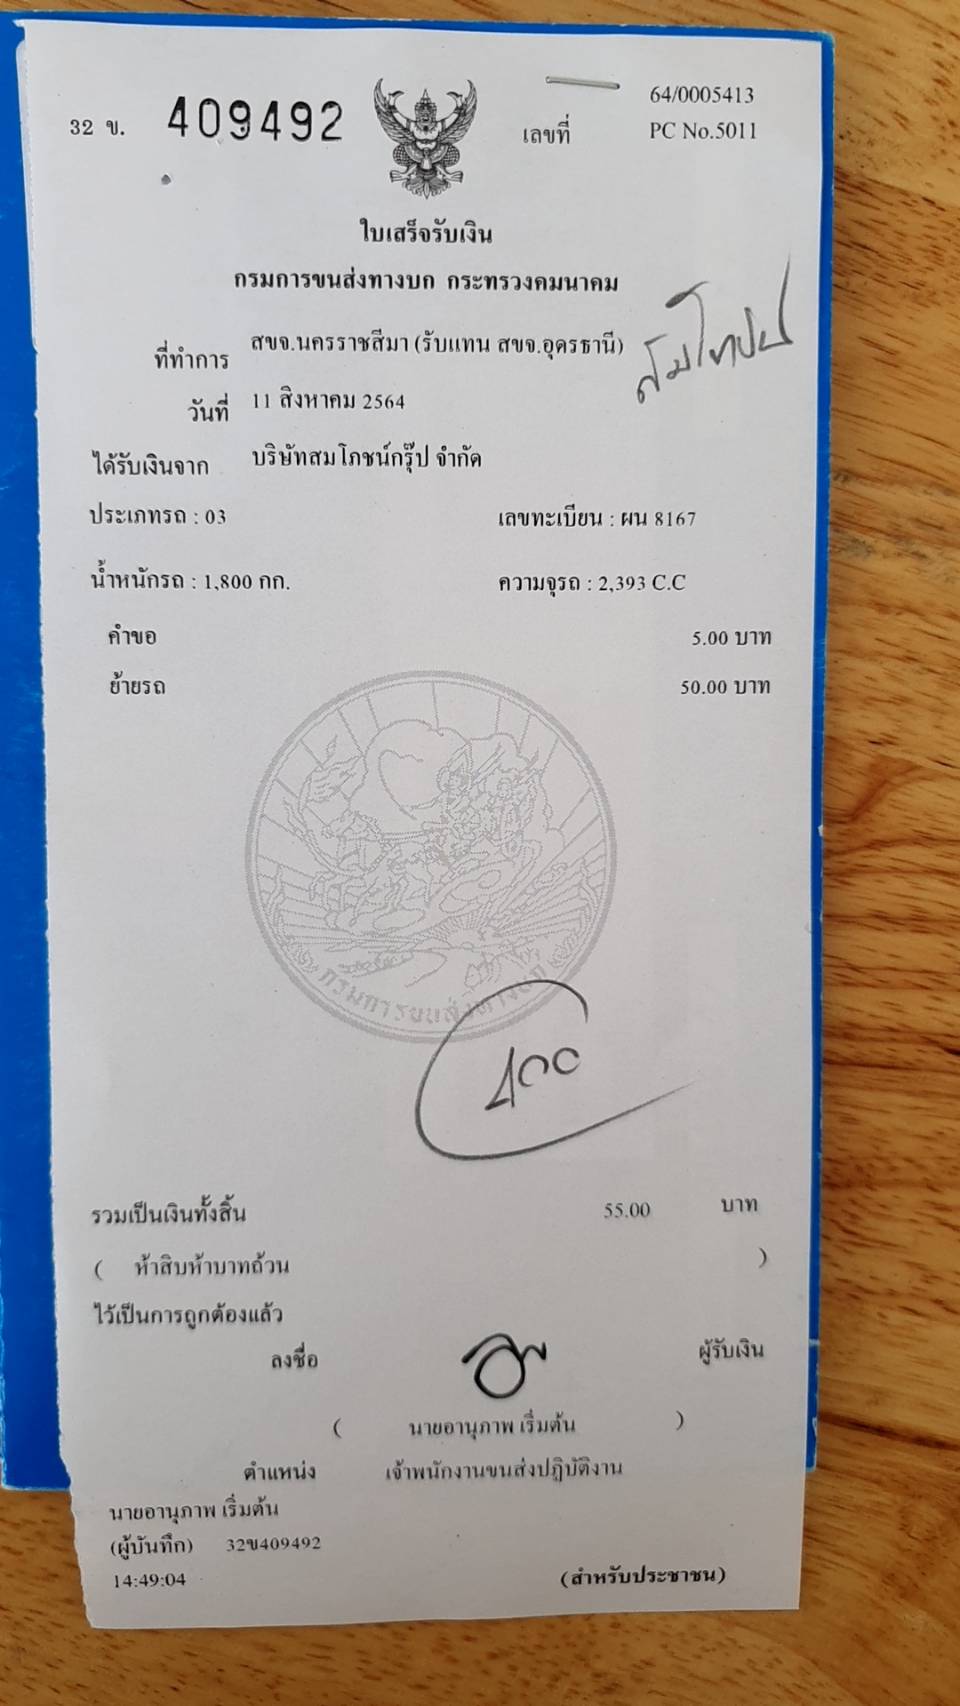 32 ข. 409492
เลขที่ 64/0005413
PC No.5011
ใบเสร็จรับเงิน
กรมการขนส่งทางบก กระทรวงคมนาคม
ที่ทำการ สขจ.นครราชสีมา (รับแทน สขจ.อุดรธานี)
วันที่ 11 สิงหาคม 2564
ได้รับเงินจาก บริษัทสมโภชน์กรุ๊ป จำกัด
ประเภทรถ : 03 เลขทะเบียน : ผน 8167
น้ำหนักรถ : 1,800 กก. ความจุรถ : 2,393 C.C
คำขอ 5.00 บาท
ย้ายรถ 50.00 บาท
กรมการขนส่งทางบก
400
รวมเป็นเงินทั้งสิ้น 55.00 บาท
( ห้าสิบห้าบาทถ้วน )
ไว้เป็นการถูกต้องแล้ว
ลงชื่อ ผู้รับเงิน
( นายอานุภาพ เริ่มต้น )
ตำแหน่ง เจ้าพนักงานขนส่งปฏิบัติงาน
นายอานุภาพ เริ่มต้น
(ผู้บันทึก) 32ข409492
14:49:04 (สำหรับประชาชน)